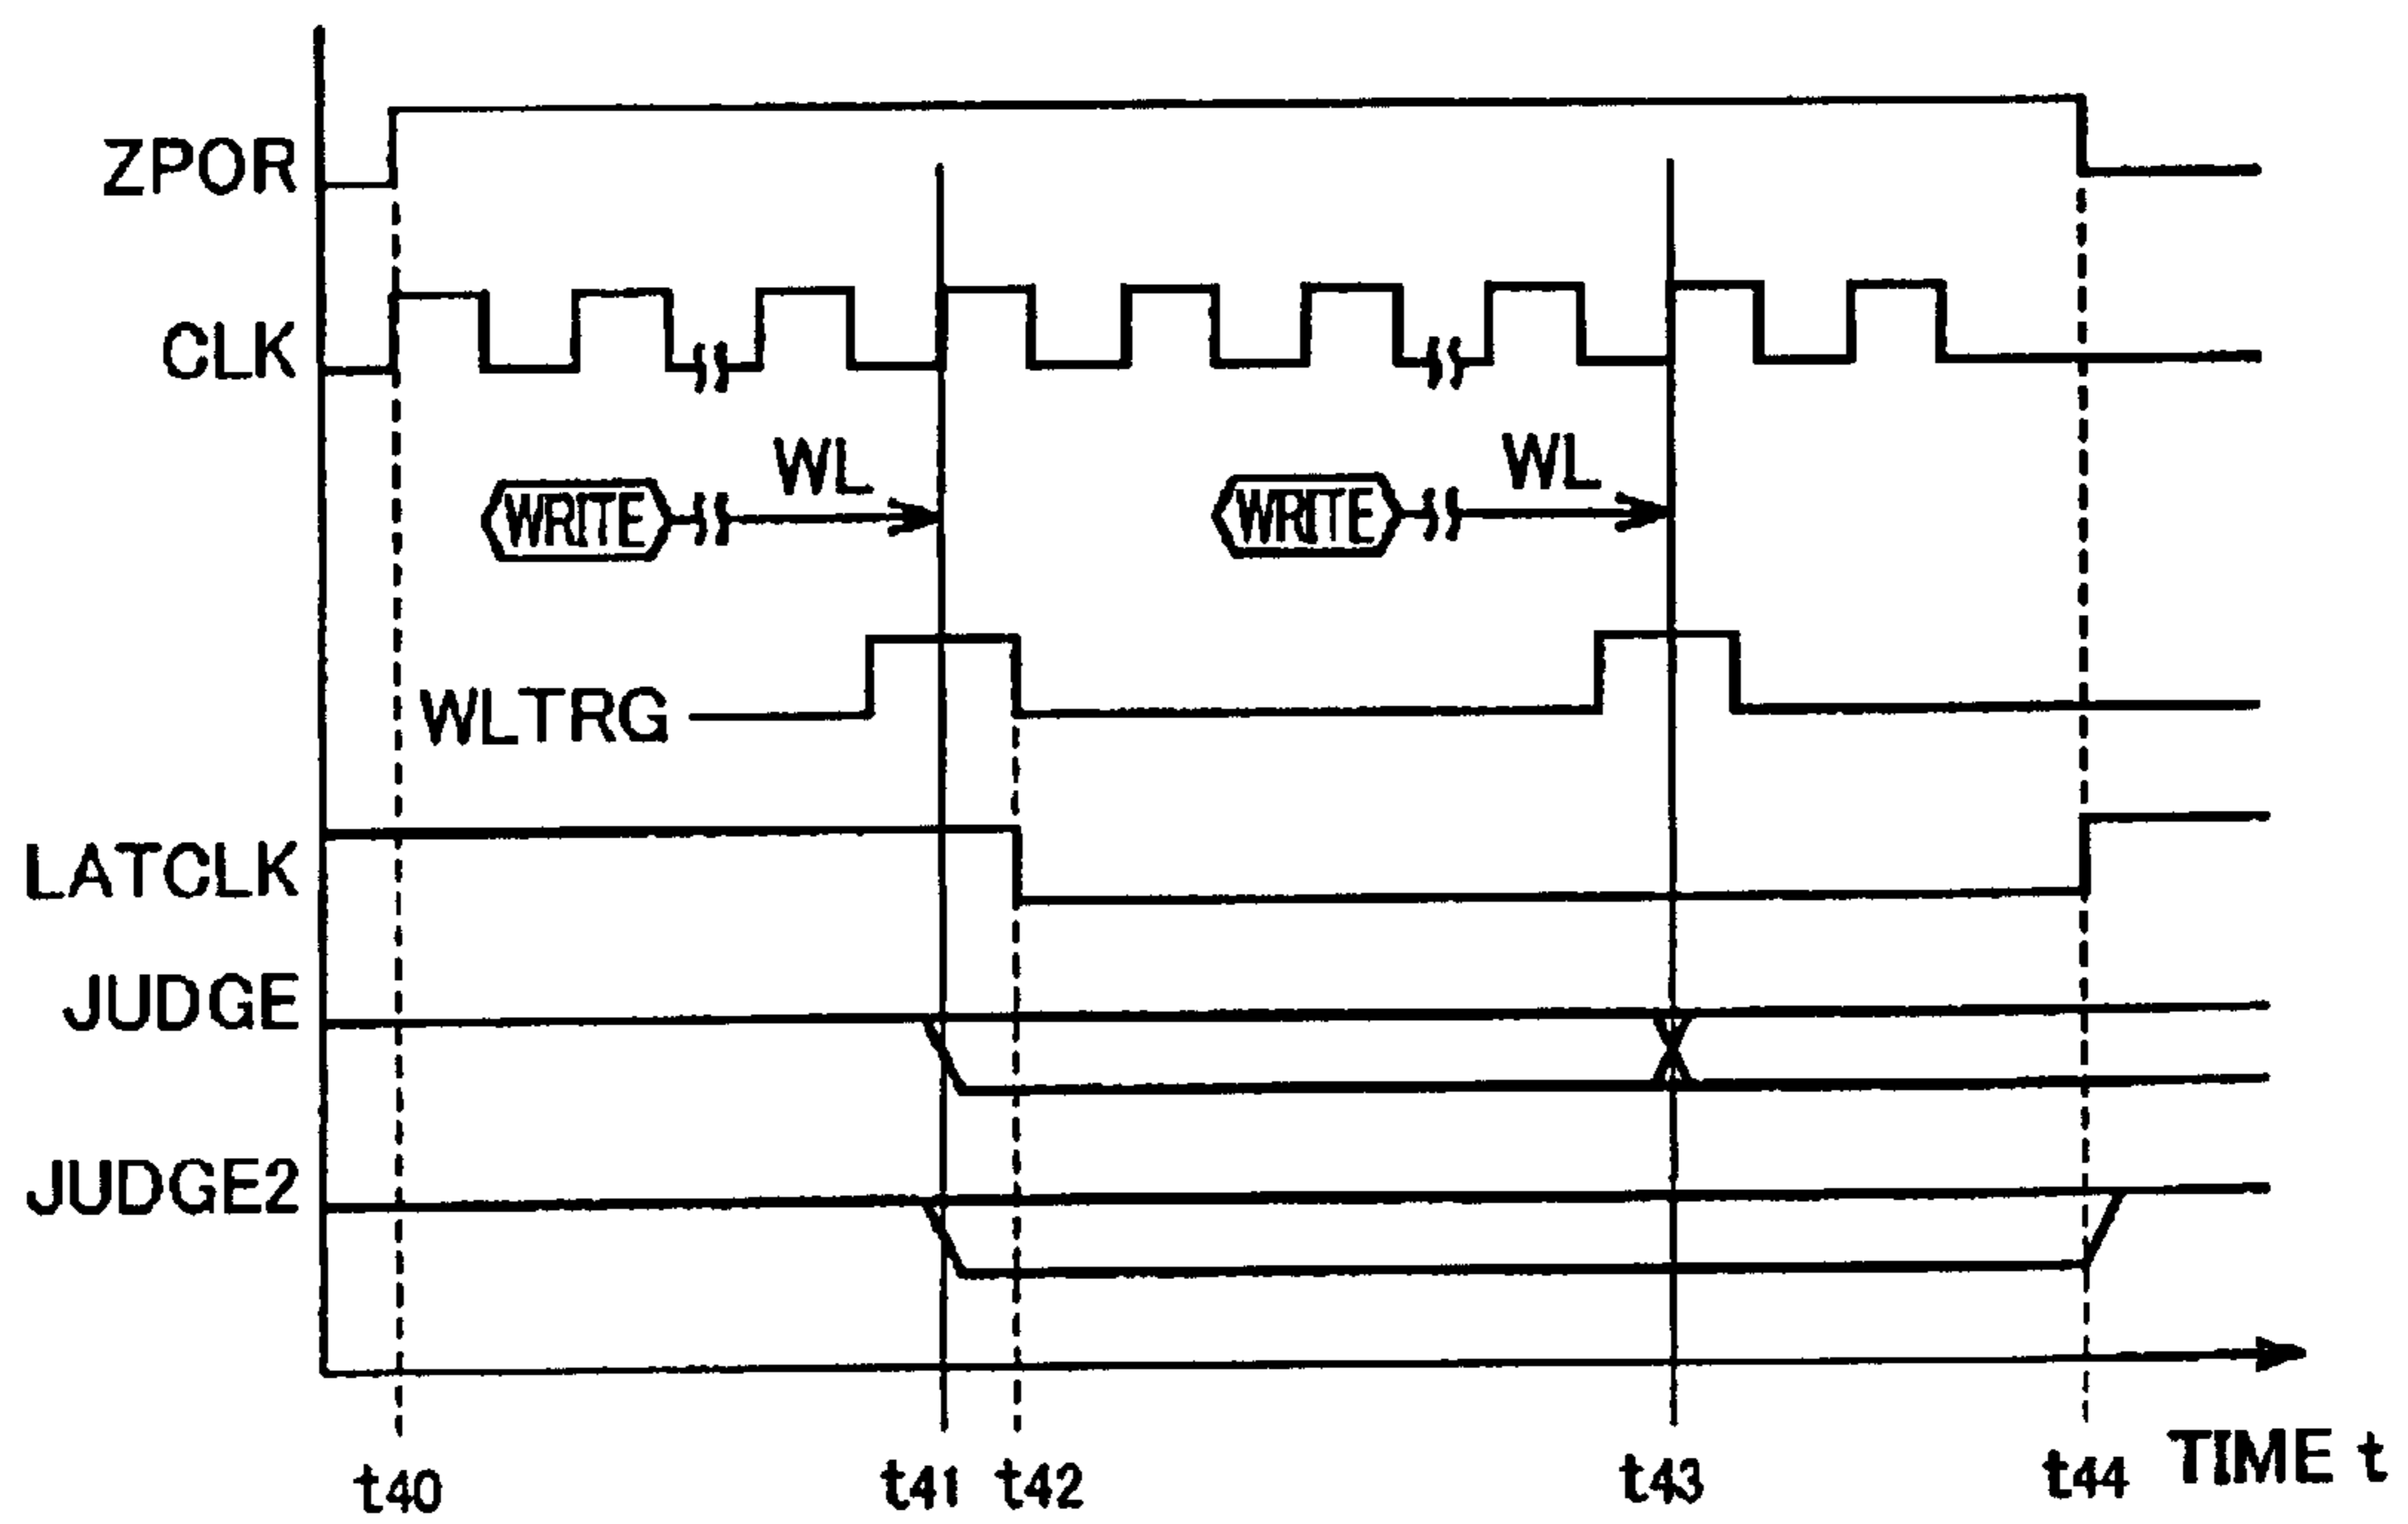 ZPOR
CLK
WL WL
WRITE WRITE
WLTRG
LATCLK
JUDGE
JUDGE2
t40 t41 t42 t43 t44 TIME t